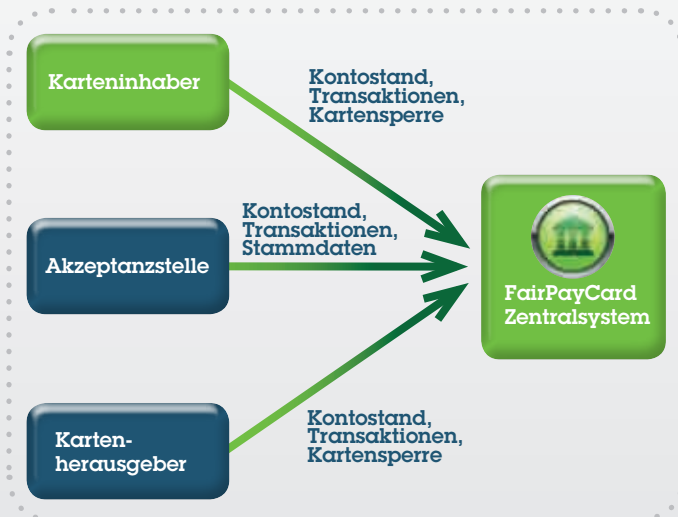 Karteninhaber
Kontostand,
Transaktionen,
Kartensperre
Akzeptanzstelle
Kontostand,
Transaktionen,
Stammdaten
FairPayCard
Zentralsystem
Karten-
herausgeber
Kontostand,
Transaktionen,
Kartensperre